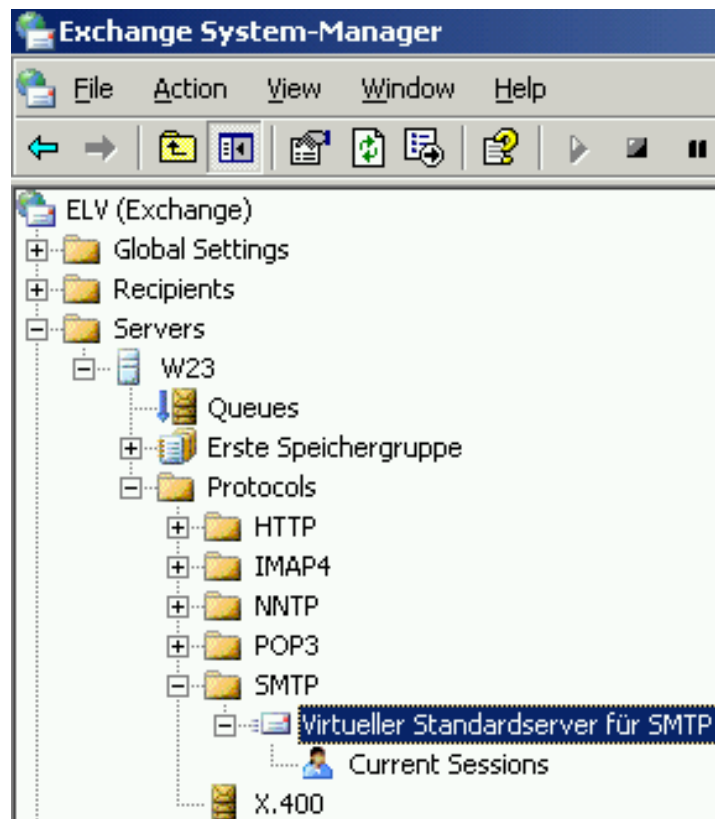 Exchange System-Manager
File Action View Window Help
ELV (Exchange)
Global Settings
Recipients
Servers
W23
Queues
Erste Speichergruppe
Protocols
HTTP
IMAP4
NNTP
POP3
SMTP
Virtueller Standardserver für SMTP
Current Sessions
X.400